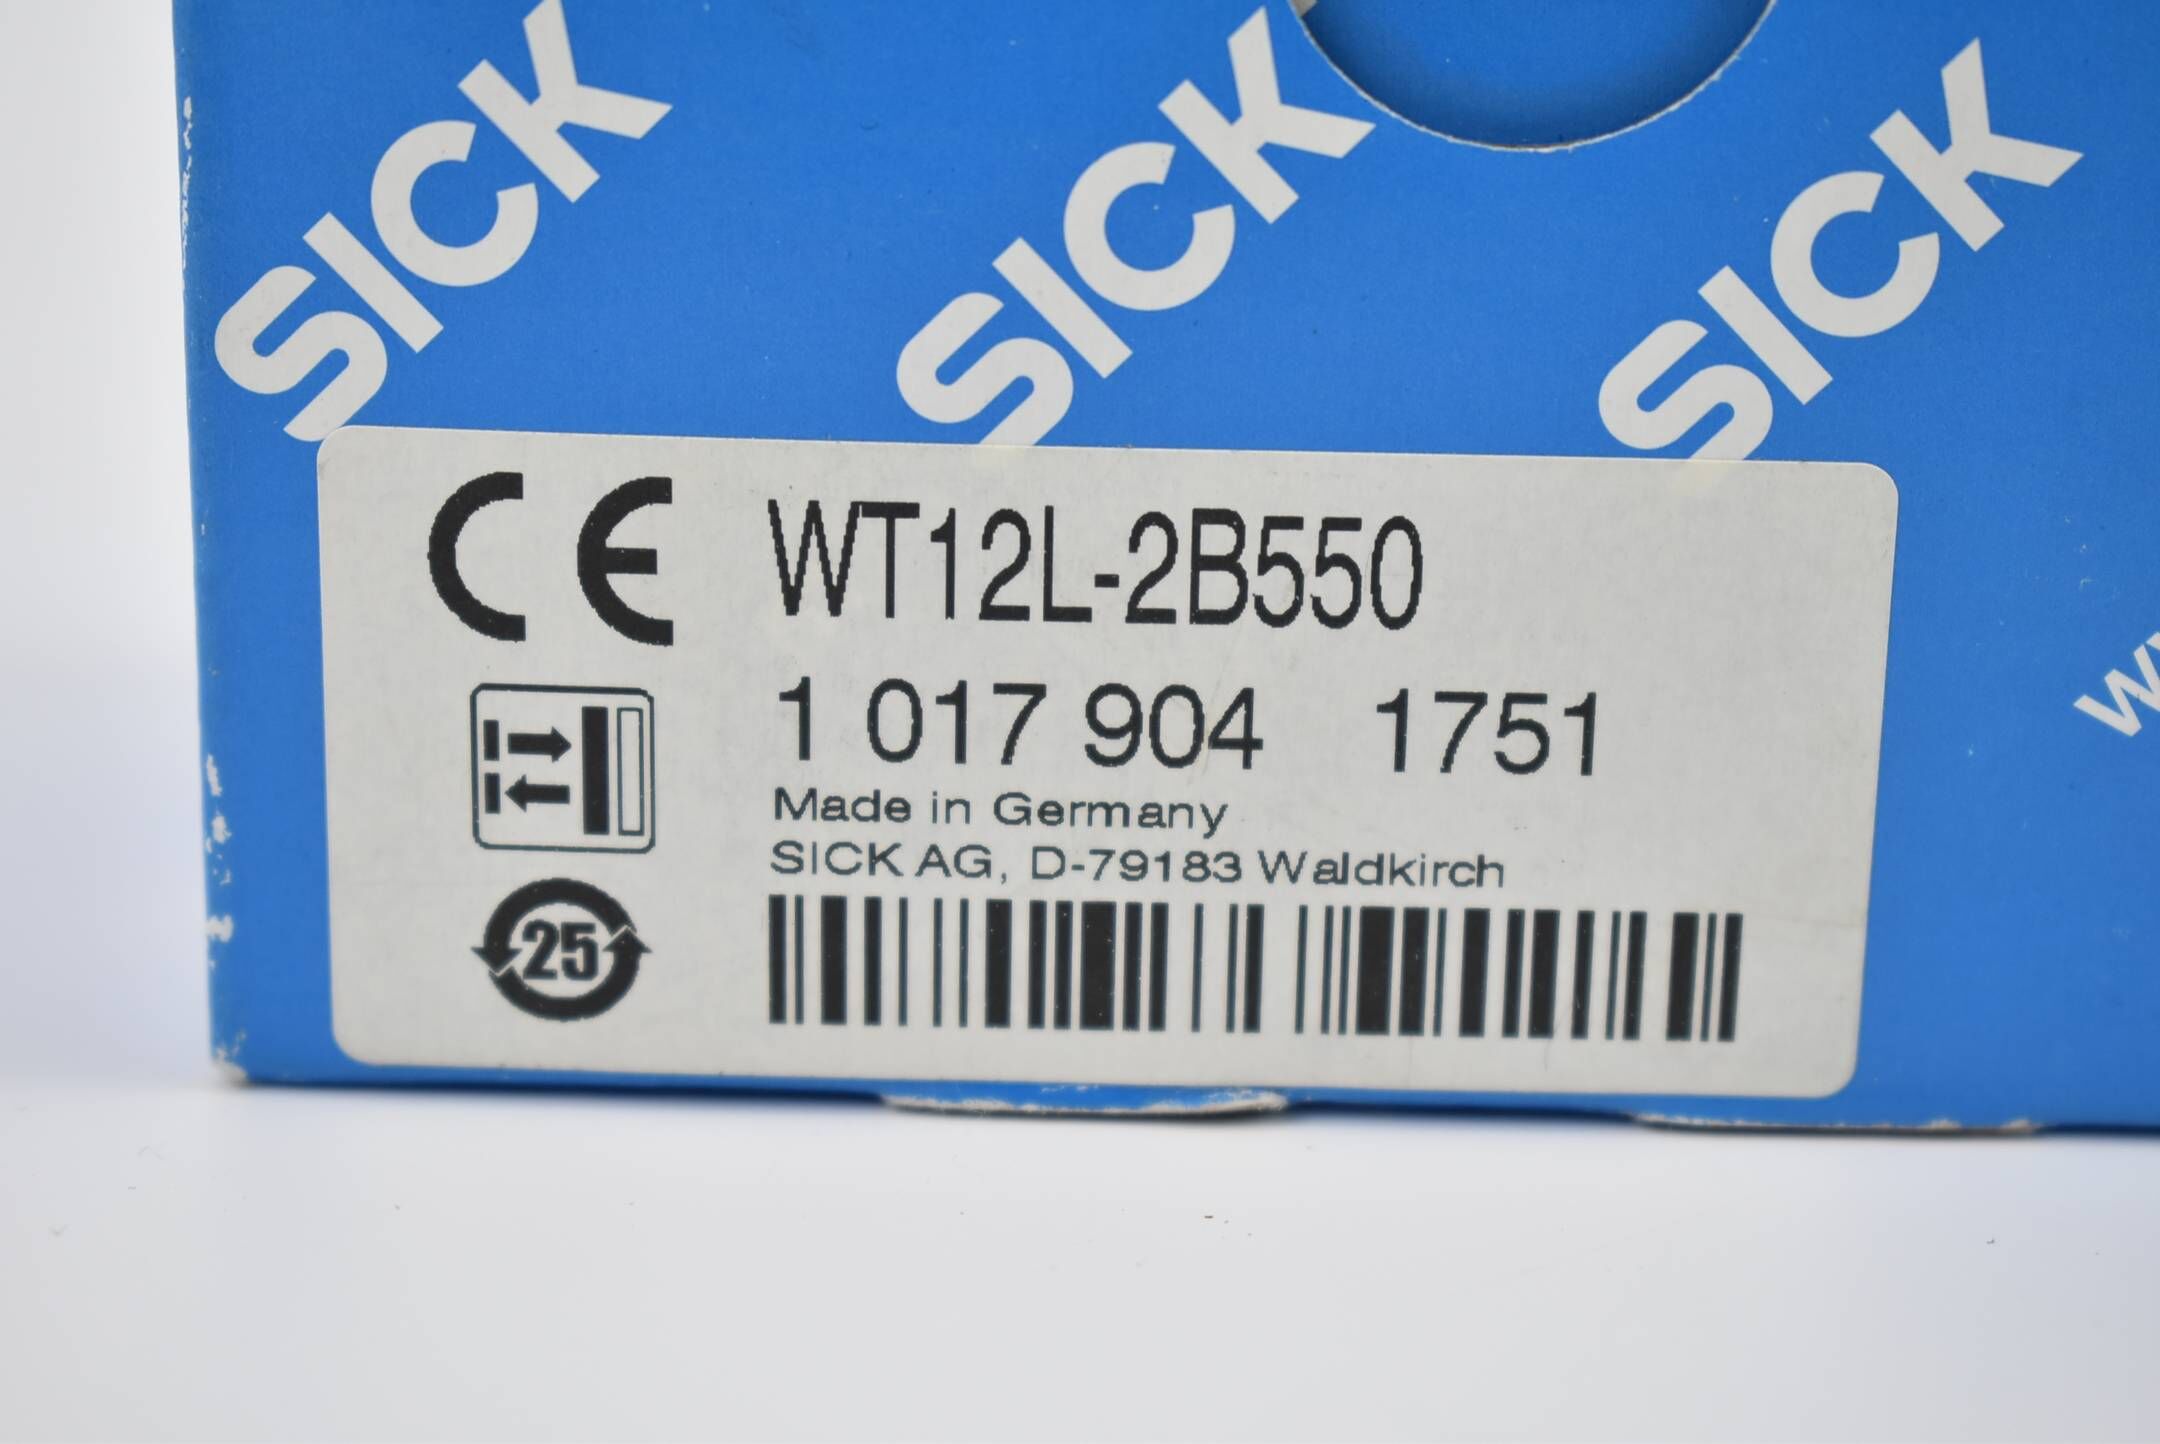 SICK SICK SICK
CE WT12L-2B550
1 017 904 1751
Made in Germany
SICK AG, D-79183 Waldkirch
25